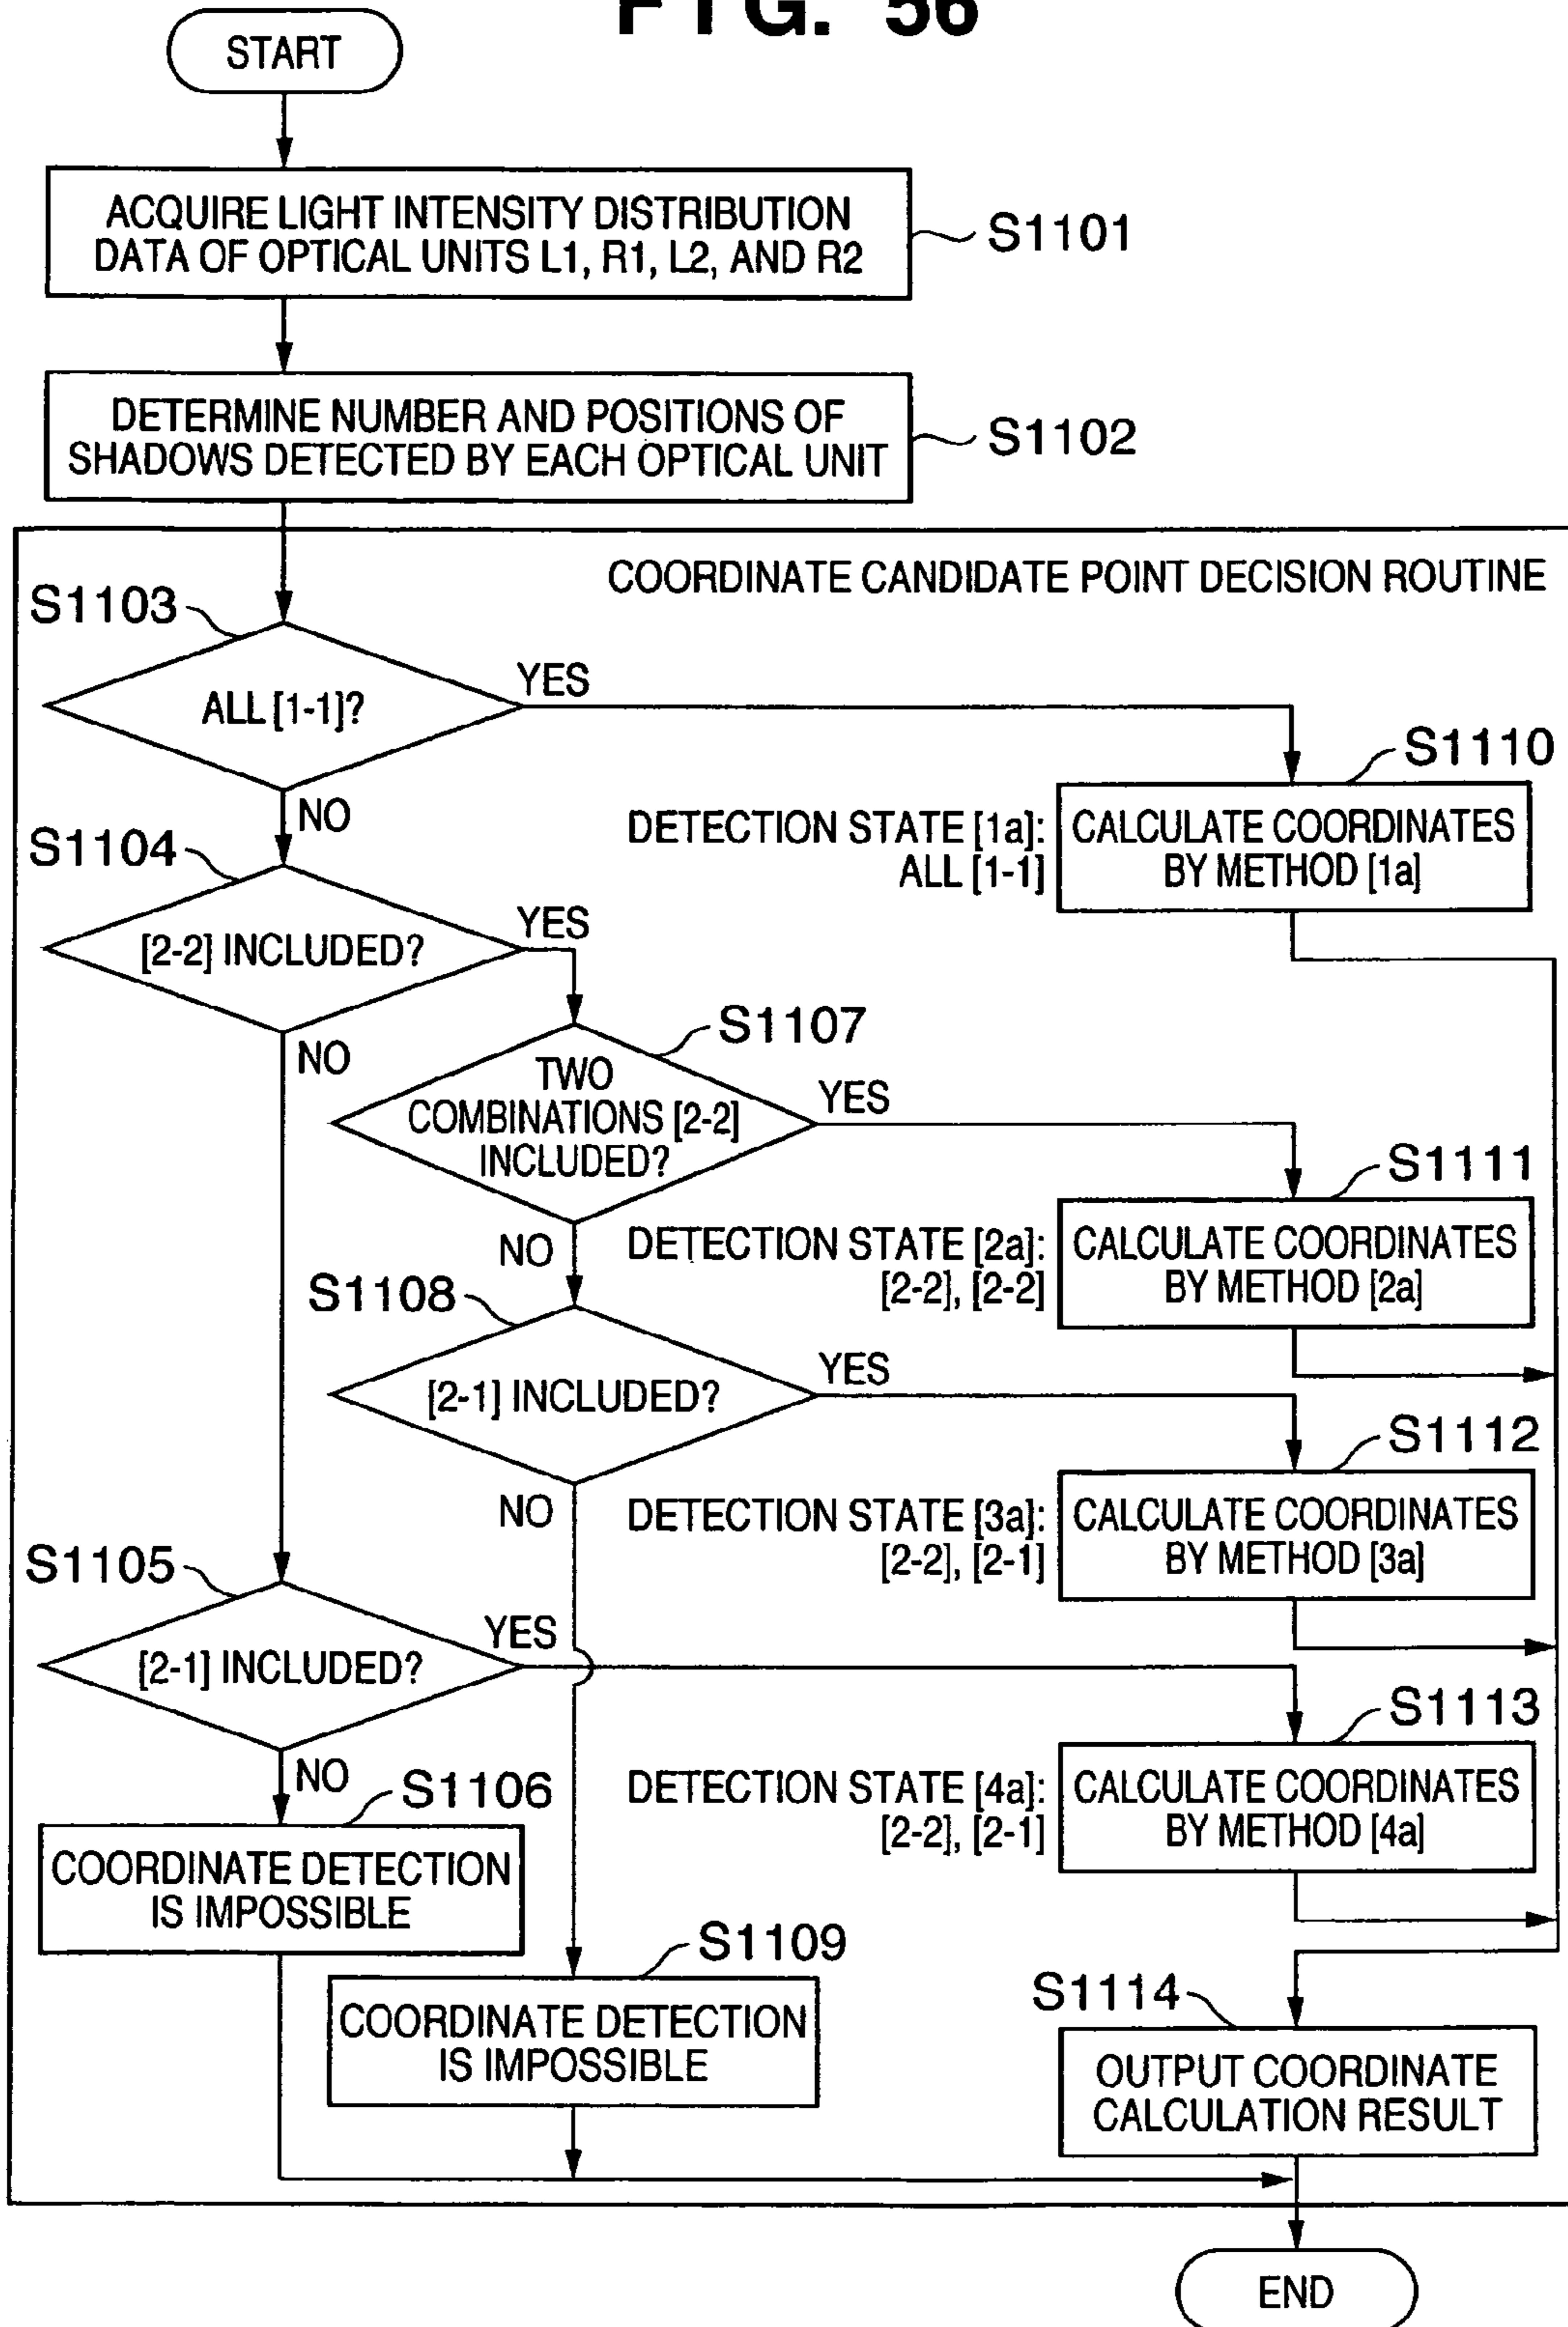 FIG. 56
START
ACQUIRE LIGHT INTENSITY DISTRIBUTION
DATA OF OPTICAL UNITS L1, R1, L2, AND R2
S1101
DETERMINE NUMBER AND POSITIONS OF
SHADOWS DETECTED BY EACH OPTICAL UNIT
S1102
COORDINATE CANDIDATE POINT DECISION ROUTINE
S1103
ALL [1-1]?
YES
NO
S1110
DETECTION STATE [1a]:
ALL [1-1]
CALCULATE COORDINATES
BY METHOD [1a]
S1104
[2-2] INCLUDED?
YES
NO
S1107
TWO
COMBINATIONS [2-2]
INCLUDED?
YES
NO
S1111
DETECTION STATE [2a]:
[2-2], [2-2]
CALCULATE COORDINATES
BY METHOD [2a]
S1108
[2-1] INCLUDED?
YES
NO
S1112
DETECTION STATE [3a]:
[2-2], [2-1]
CALCULATE COORDINATES
BY METHOD [3a]
S1105
[2-1] INCLUDED?
YES
NO
S1113
DETECTION STATE [4a]:
[2-2], [2-1]
CALCULATE COORDINATES
BY METHOD [4a]
S1106
COORDINATE DETECTION
IS IMPOSSIBLE
S1109
COORDINATE DETECTION
IS IMPOSSIBLE
S1114
OUTPUT COORDINATE
CALCULATION RESULT
END